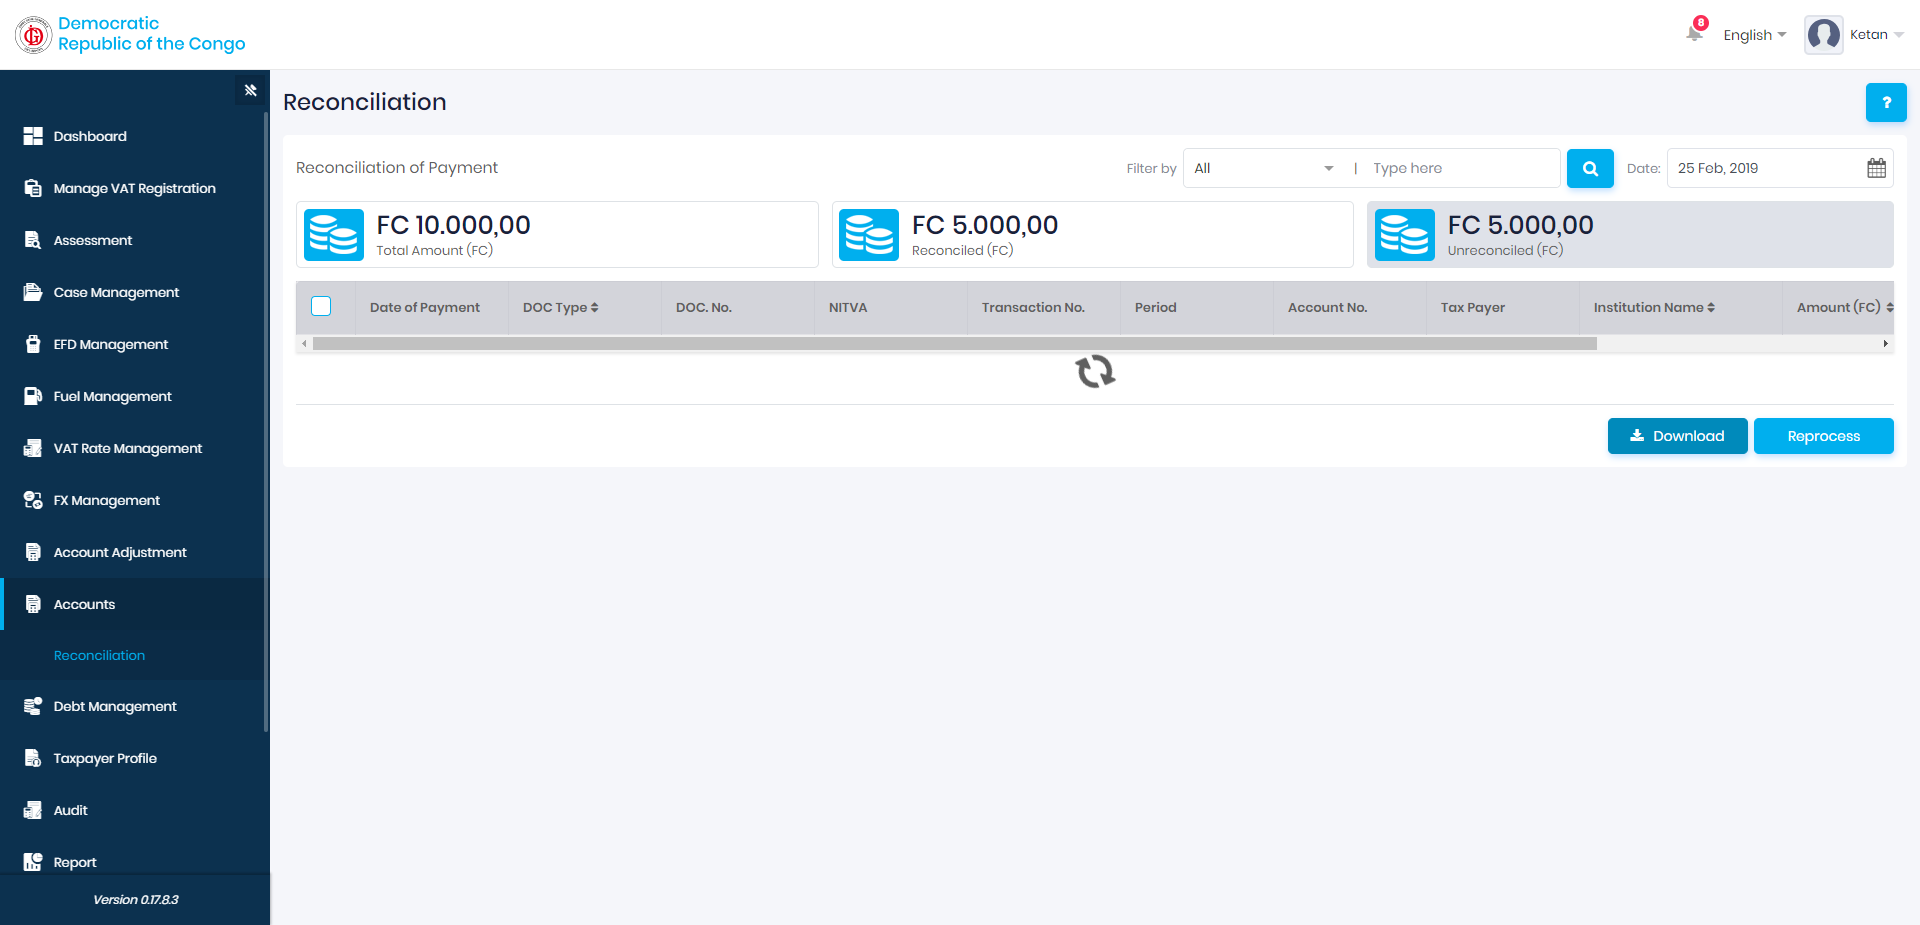 Democratic
Republic of the Congo
8
English
Ketan
Dashboard
Manage VAT Registration
Assessment
Case Management
EFD Management
Fuel Management
VAT Rate Management
FX Management
Account Adjustment
Accounts
Reconciliation
Debt Management
Taxpayer Profile
Audit
Report
Version 0.17.8.3
Reconciliation
?
Reconciliation of Payment
Filter by All | Type here Date: 25 Feb, 2019
FC 10.000,00
Total Amount (FC)
FC 5.000,00
Reconciled (FC)
FC 5.000,00
Unreconciled (FC)
Date of Payment DOC Type DOC. No. NITVA Transaction No. Period Account No. Tax Payer Institution Name Amount (FC)
Download Reprocess